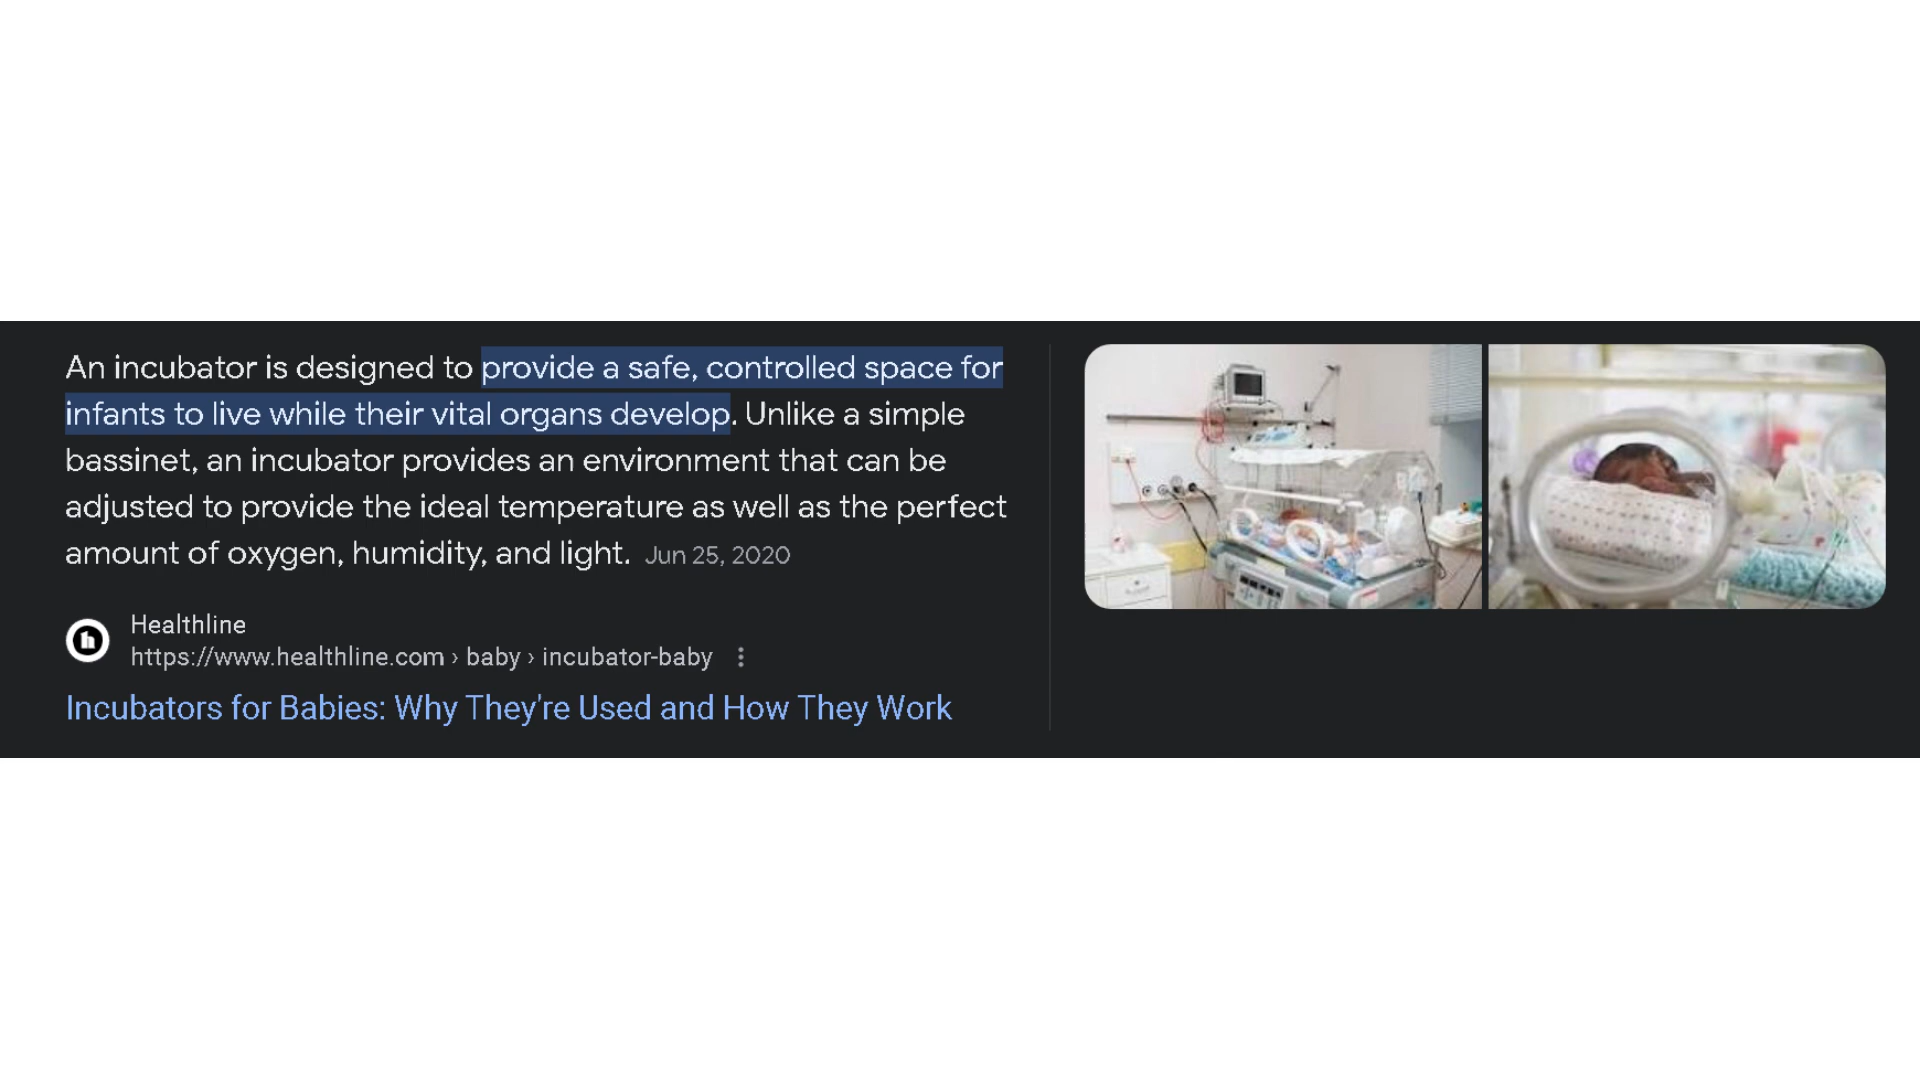 An incubator is designed to provide a safe, controlled space for
infants to live while their vital organs develop. Unlike a simple
bassinet, an incubator provides an environment that can be
adjusted to provide the ideal temperature as well as the perfect
amount of oxygen, humidity, and light. Jun 25, 2020
h
Healthline
https://www.healthline.com › baby › incubator-baby
Incubators for Babies: Why They're Used and How They Work